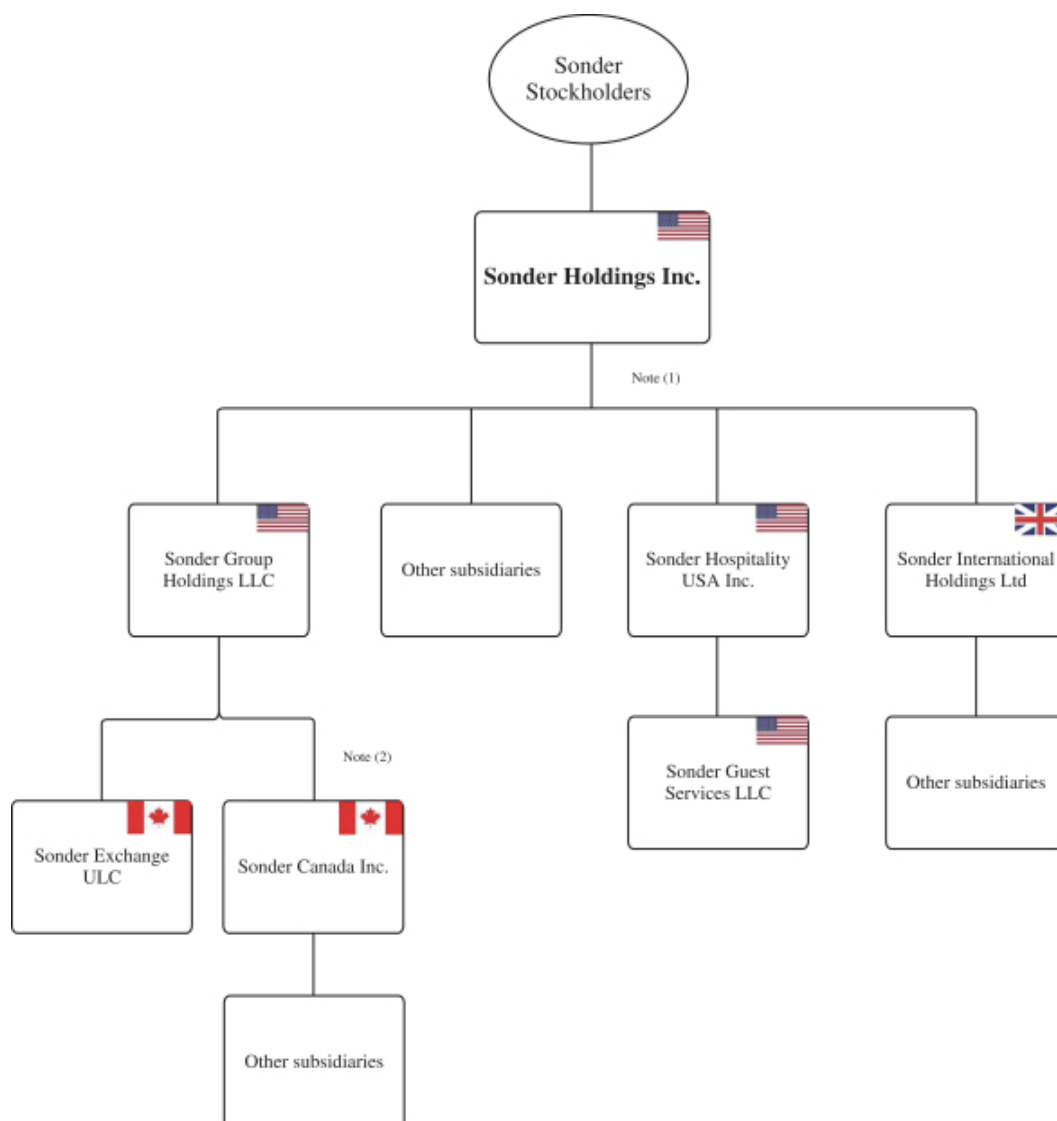 Sonder
Stockholders
Sonder Holdings Inc.
Note (1)
Sonder Group
Holdings LLC
Other subsidiaries
Sonder Hospitality
USA Inc.
Sonder International
Holdings Ltd
Note (2)
Sonder Exchange
ULC
Sonder Canada Inc.
Sonder Guest
Services LLC
Other subsidiaries
Other subsidiaries